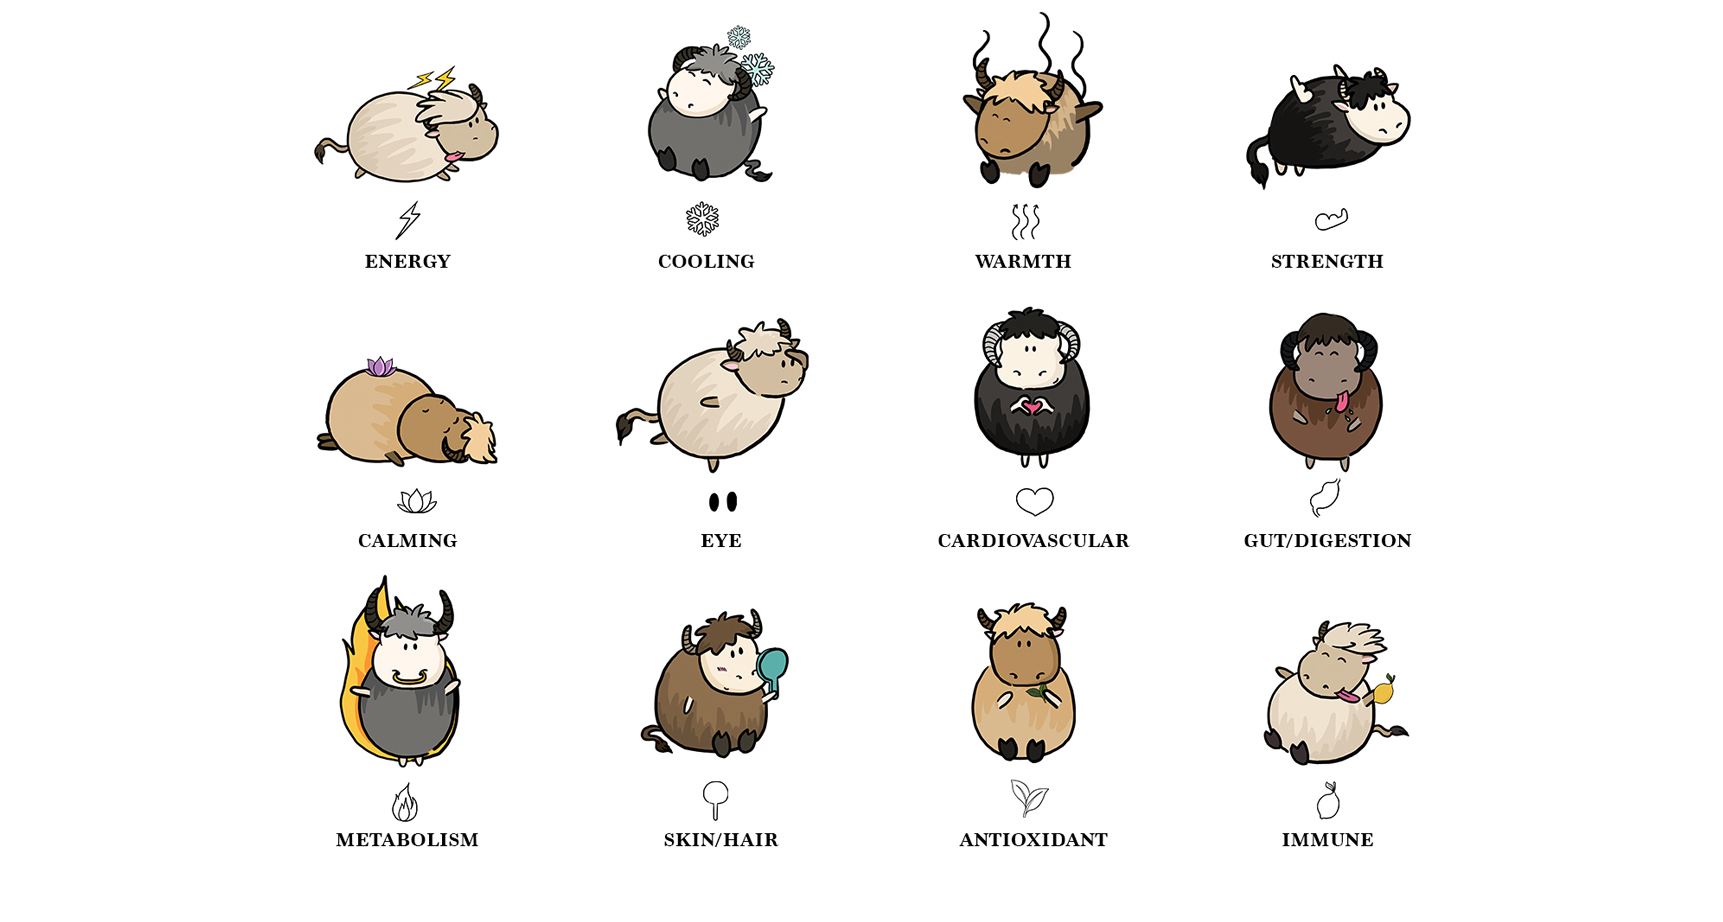 ENERGY
COOLING
WARMTH
STRENGTH
CALMING
EYE
CARDIOVASCULAR
GUT/DIGESTION
METABOLISM
SKIN/HAIR
ANTIOXIDANT
IMMUNE